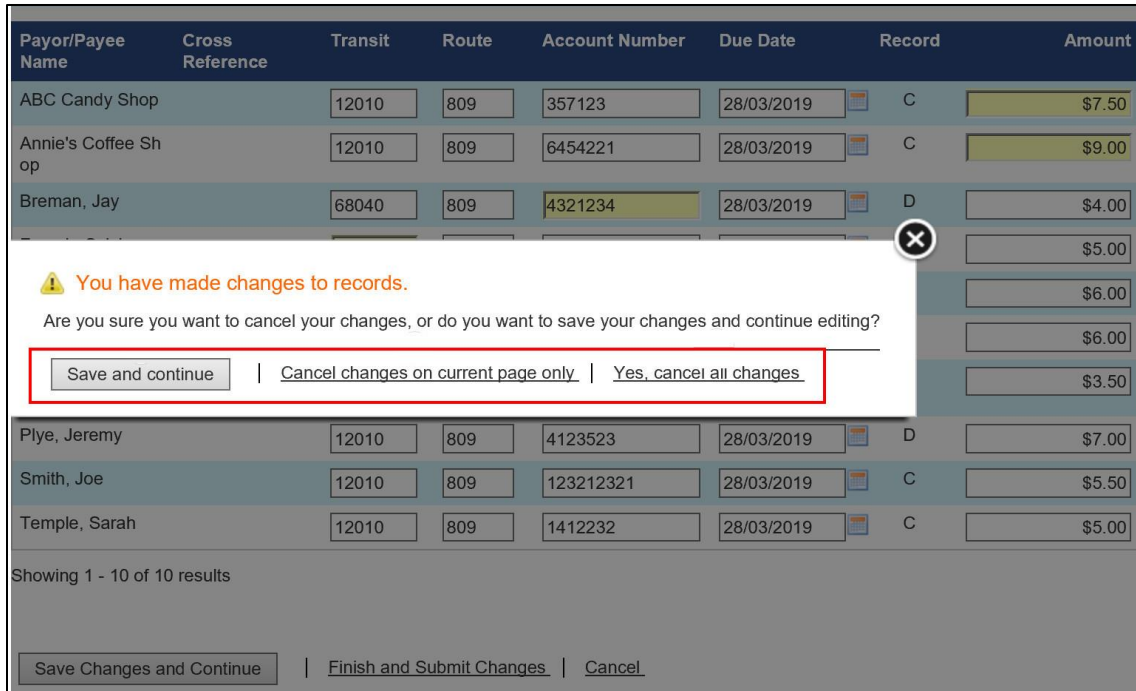 Payor/Payee Name Cross Reference Transit Route Account Number Due Date Record Amount
ABC Candy Shop 12010 809 357123 28/03/2019 C $7.50
Annie's Coffee Sh
op 12010 809 6454221 28/03/2019 C $9.00
Breman, Jay 68040 809 4321234 28/03/2019 D $4.00
$5.00
You have made changes to records.
$6.00
Are you sure you want to cancel your changes, or do you want to save your changes and continue editing?
$6.00
Save and continue | Cancel changes on current page only | Yes, cancel all changes
$3.50
Plye, Jeremy 12010 809 4123523 28/03/2019 D $7.00
Smith, Joe 12010 809 123212321 28/03/2019 C $5.50
Temple, Sarah 12010 809 1412232 28/03/2019 C $5.00
Showing 1 - 10 of 10 results
Save Changes and Continue | Finish and Submit Changes | Cancel